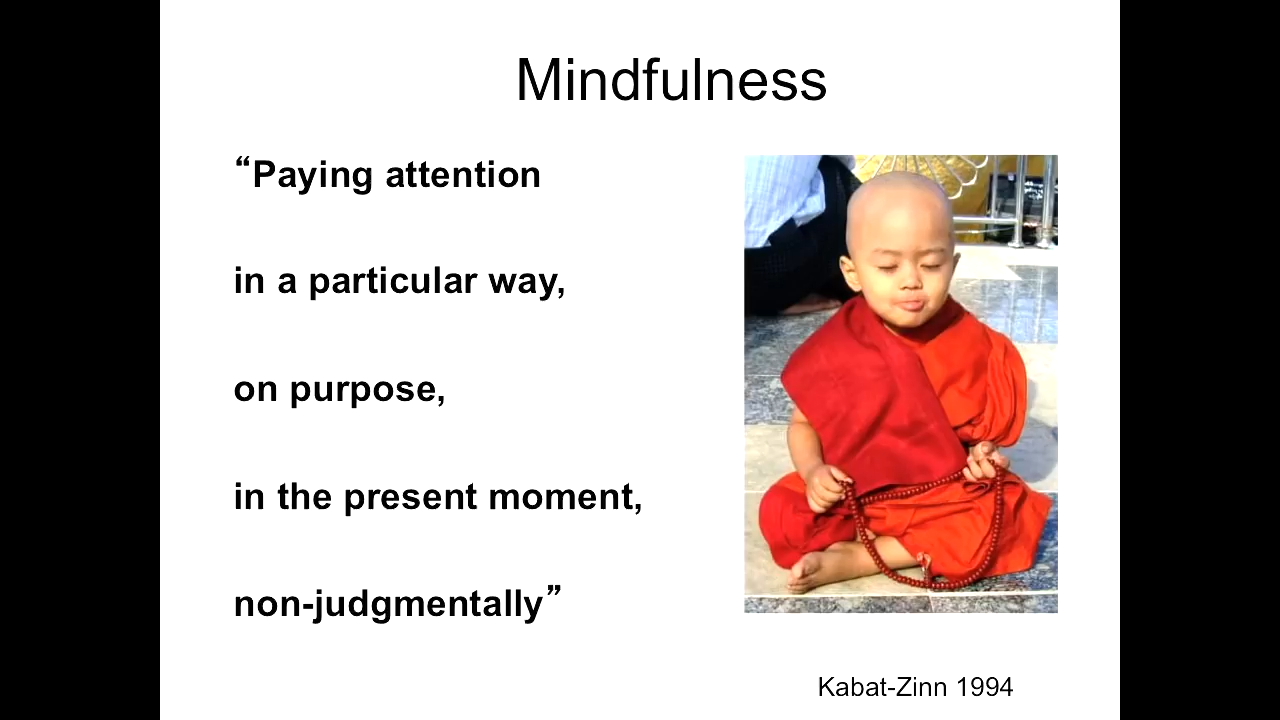 Mindfulness
“Paying attention
in a particular way,
on purpose,
in the present moment,
non-judgmentally”
Kabat-Zinn 1994